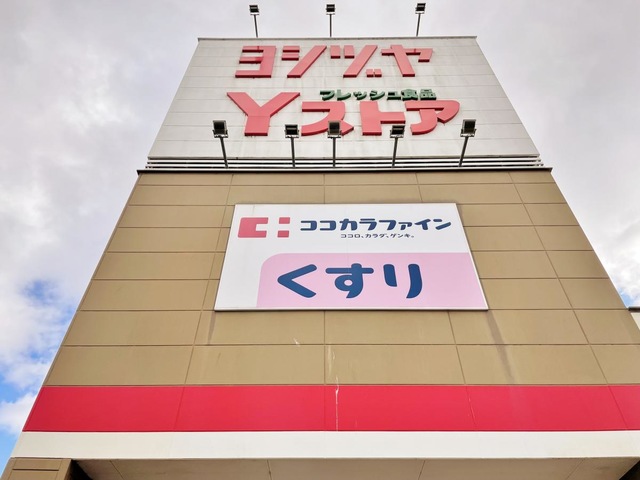 ヨシヅヤ
フレッシュ食品
Yストア
ココカラファイン
ココロ、カラダ、ゲンキ。
くすり